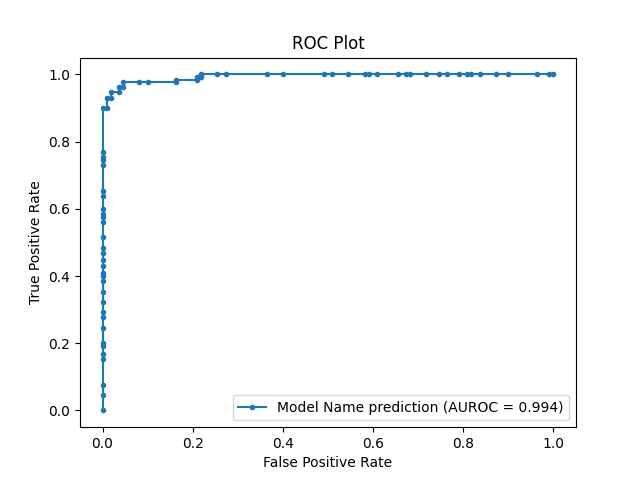 ROC Plot
True Positive Rate
1.0
0.8
0.6
0.4
0.2
0.0
Model Name prediction (AUROC = 0.994)
0.0 0.2 0.4 0.6 0.8 1.0
False Positive Rate